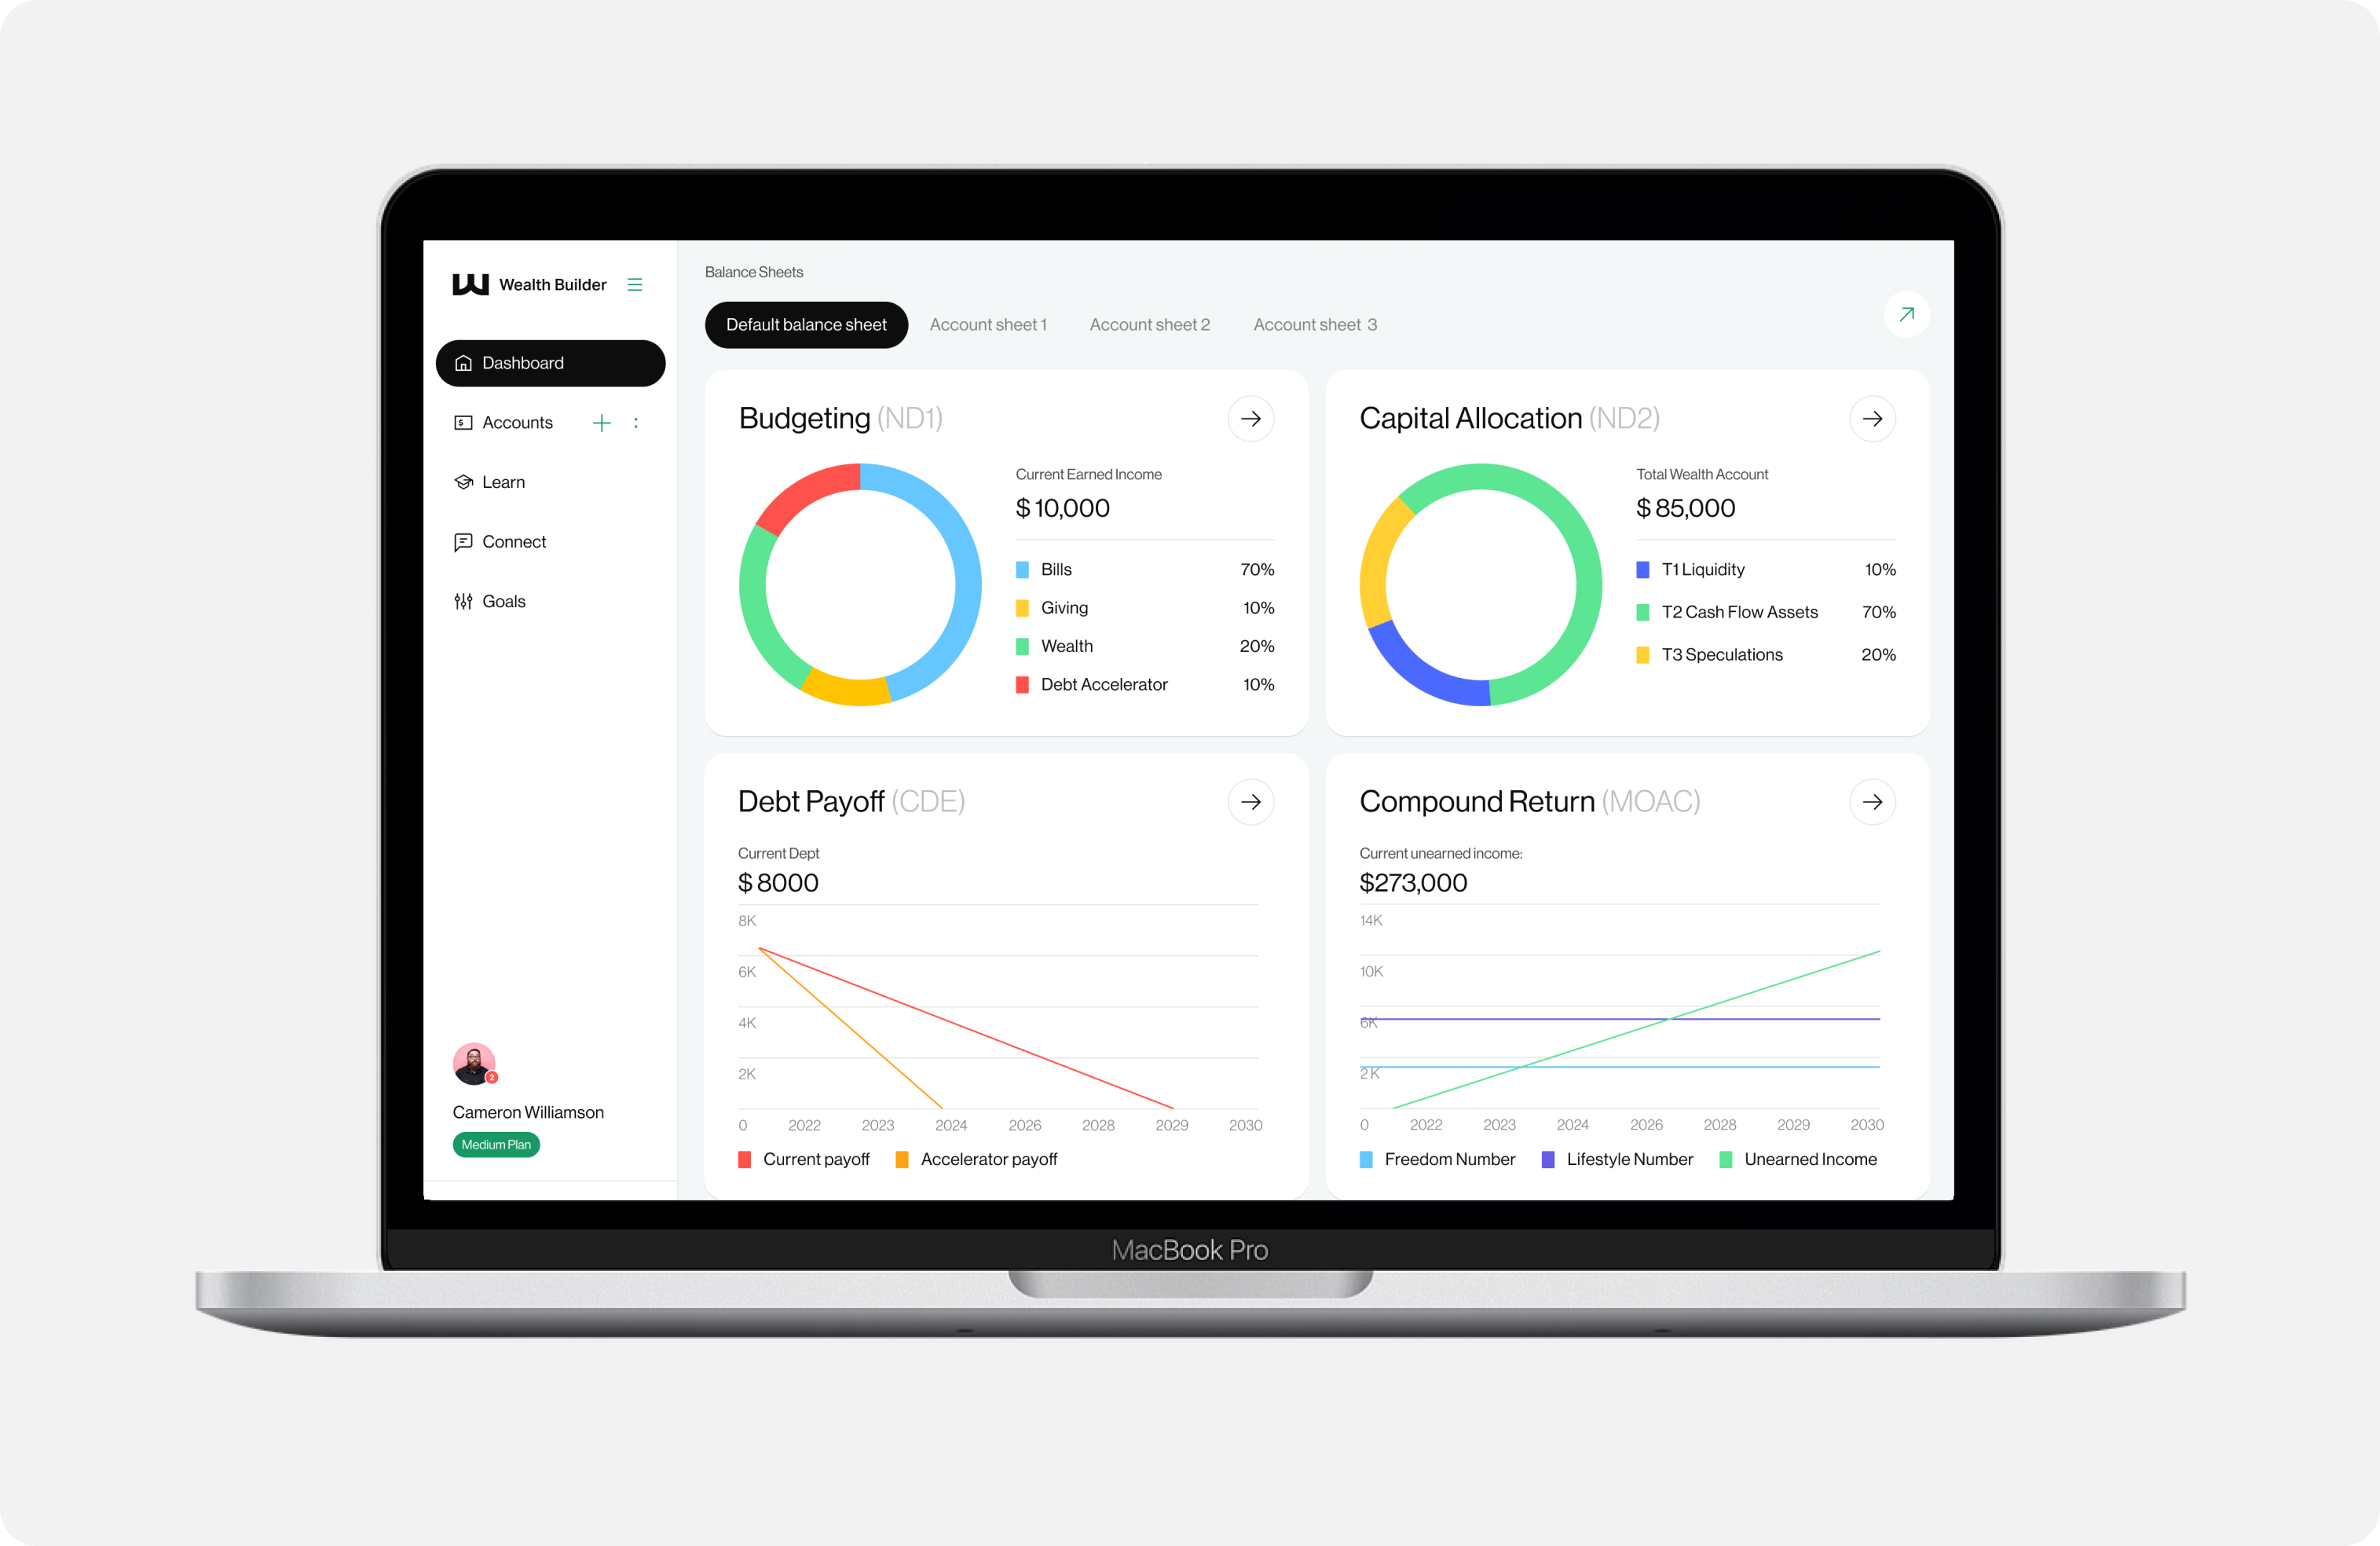 Wealth Builder
Dashboard
Accounts
Learn
Connect
Goals
2
Cameron Williamson
Medium Plan
Balance Sheets
Default balance sheet
Account sheet 1
Account sheet 2
Account sheet 3
Budgeting (ND1)
Current Earned Income
$ 10,000
Bills 70%
Giving 10%
Wealth 20%
Debt Accelerator 10%
Capital Allocation (ND2)
Total Wealth Account
$ 85,000
T1 Liquidity 10%
T2 Cash Flow Assets 70%
T3 Speculations 20%
Debt Payoff (CDE)
Current Dept
$ 8000
8K
6K
4K
2K
0 2022 2023 2024 2026 2028 2029 2030
Current payoff Accelerator payoff
Compound Return (MOAC)
Current unearned income:
$273,000
14K
10K
6K
2K
0 2022 2023 2024 2026 2028 2029 2030
Freedom Number Lifestyle Number Unearned Income
MacBook Pro